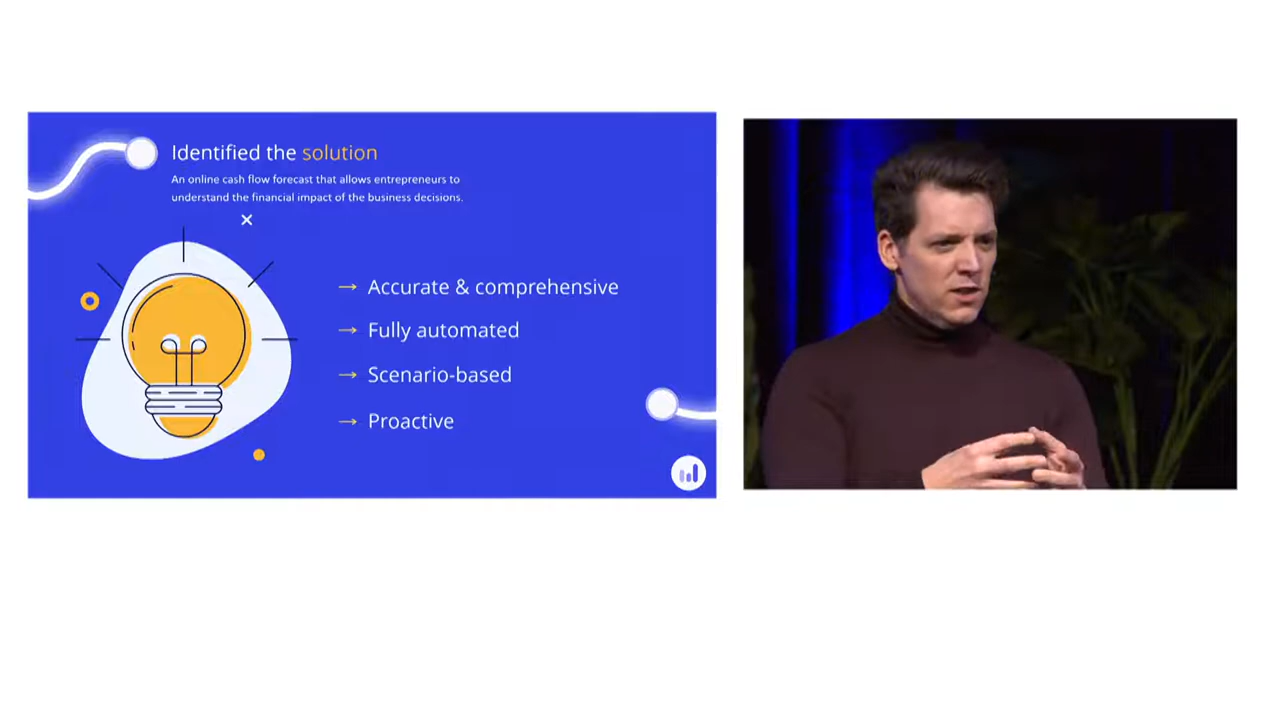 Identified the solution
An online cash flow forecast that allows entrepreneurs to
understand the financial impact of the business decisions.
→ Accurate & comprehensive
→ Fully automated
→ Scenario-based
→ Proactive